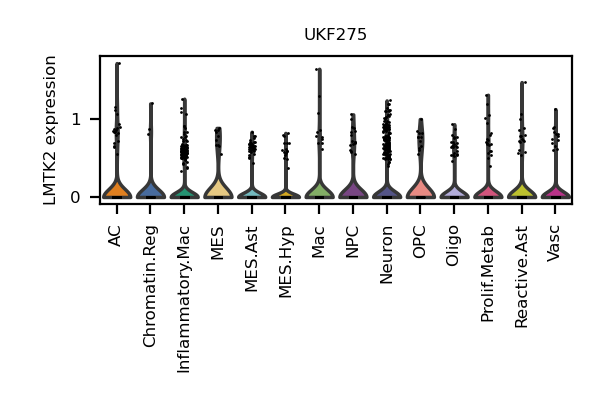 UKF275
LMTK2 expression
1
0
AC
Chromatin.Reg
Inflammatory.Mac
MES
MES.Ast
MES.Hyp
Mac
NPC
Neuron
OPC
Oligo
Prolif.Metab
Reactive.Ast
Vasc